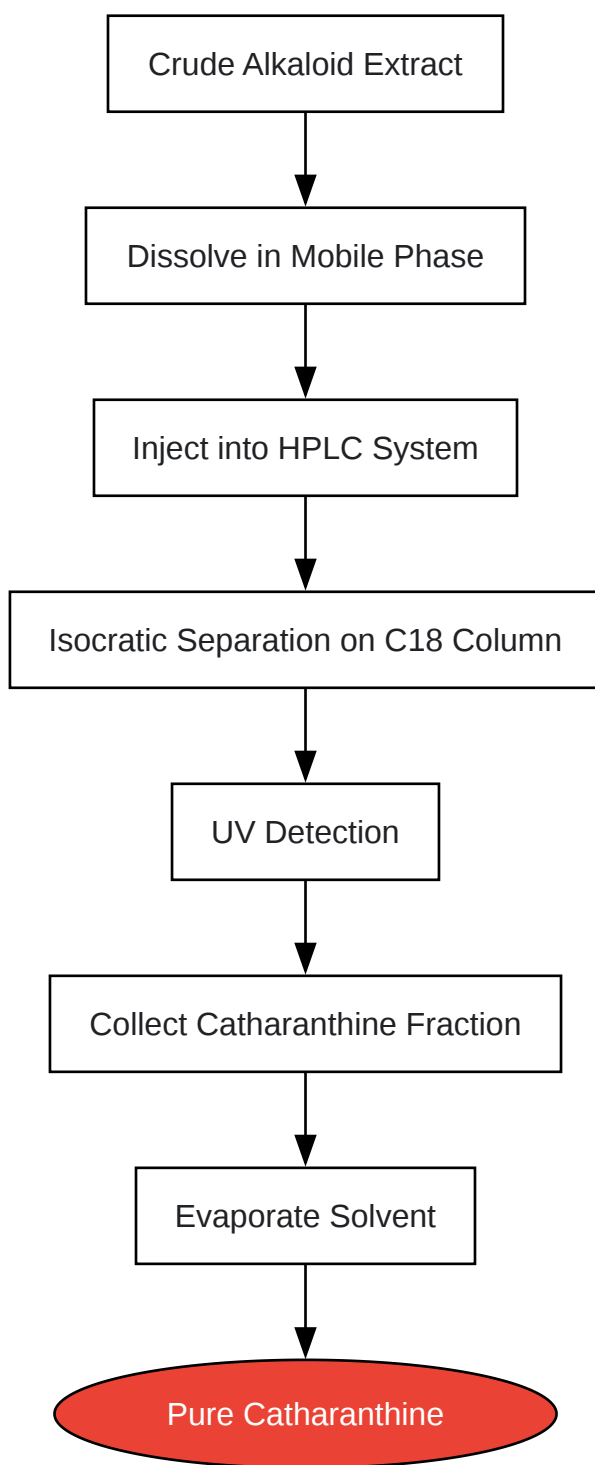 Crude Alkaloid Extract
Dissolve in Mobile Phase
Inject into HPLC System
Isocratic Separation on C18 Column
UV Detection
Collect Catharanthine Fraction
Evaporate Solvent
Pure Catharanthine